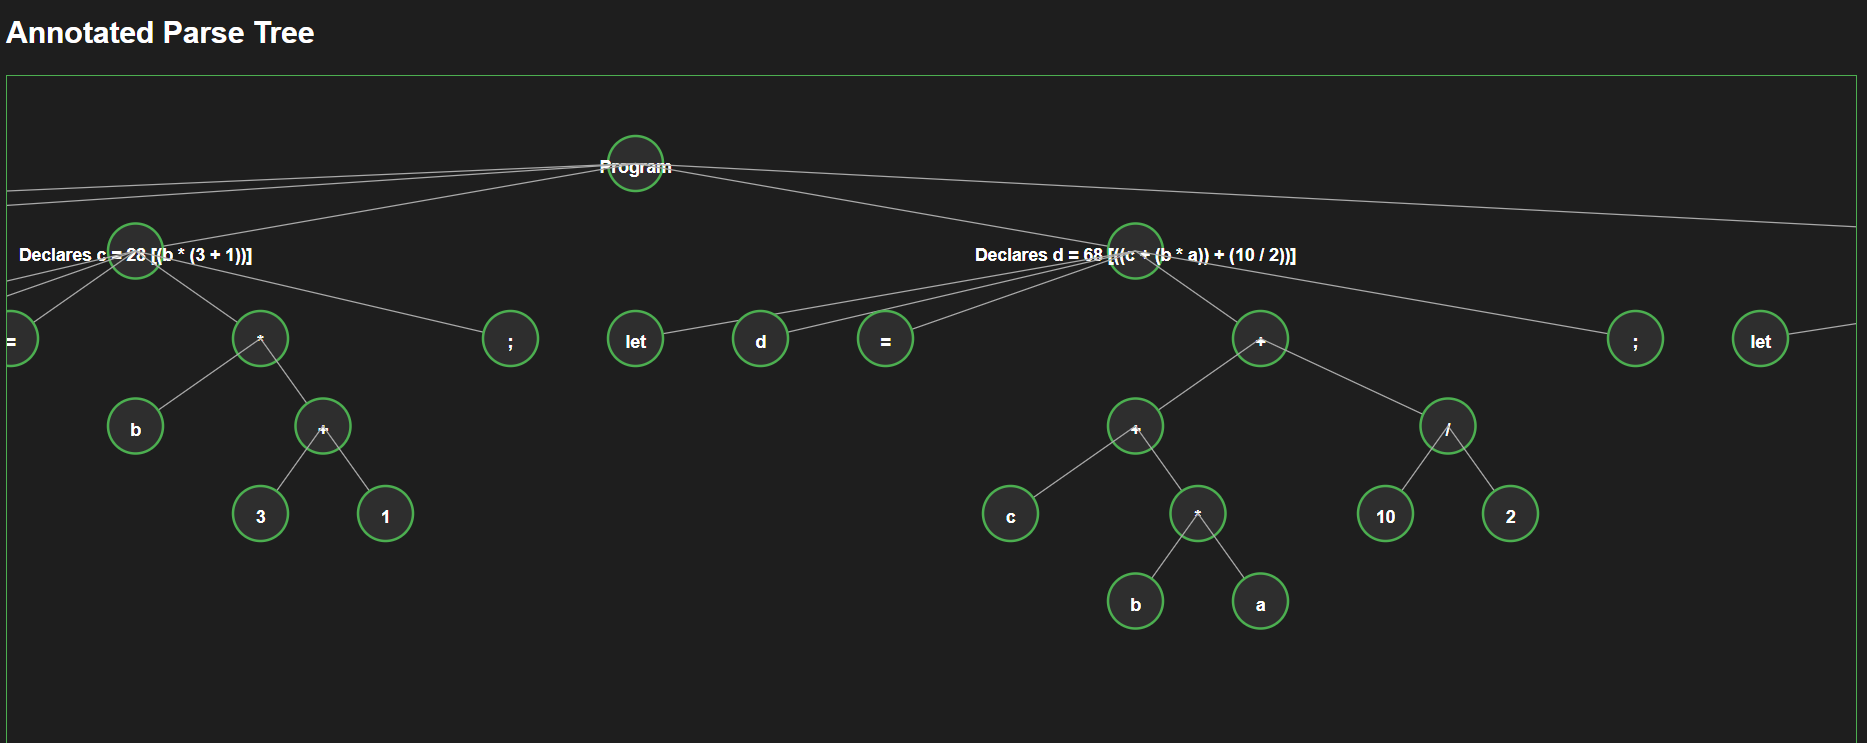 Annotated Parse Tree
Program
Declares c = 28 [(b * (3 + 1))]
Declares d = 68 [((c + (b * a)) + (10 / 2))]
=
*
;
let
d
=
+
;
let
b
+
+
/
3
1
c
*
10
2
b
a